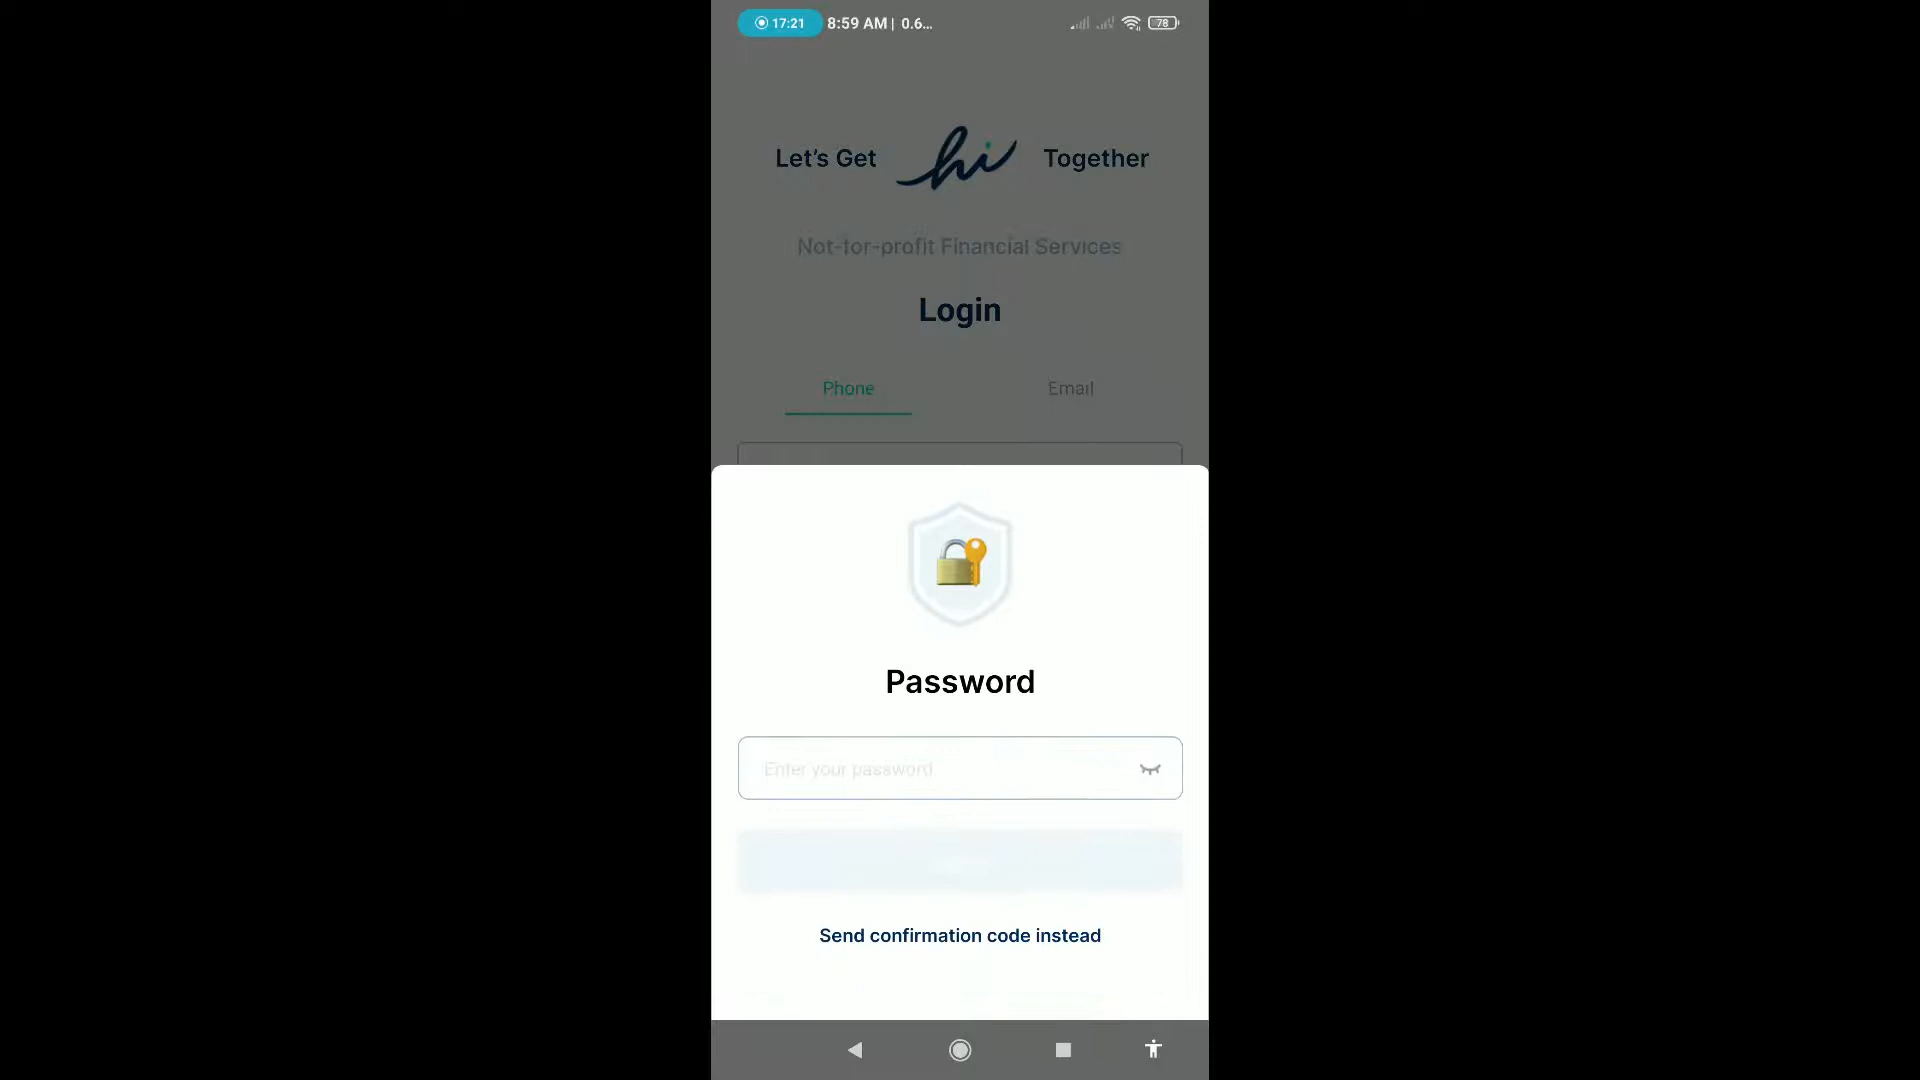 17:21 8:59 AM | 0.6... 78
Let's Get hi Together
Not-for-profit Financial Services
Login
Phone Email
Password
Enter your password
Send confirmation code instead